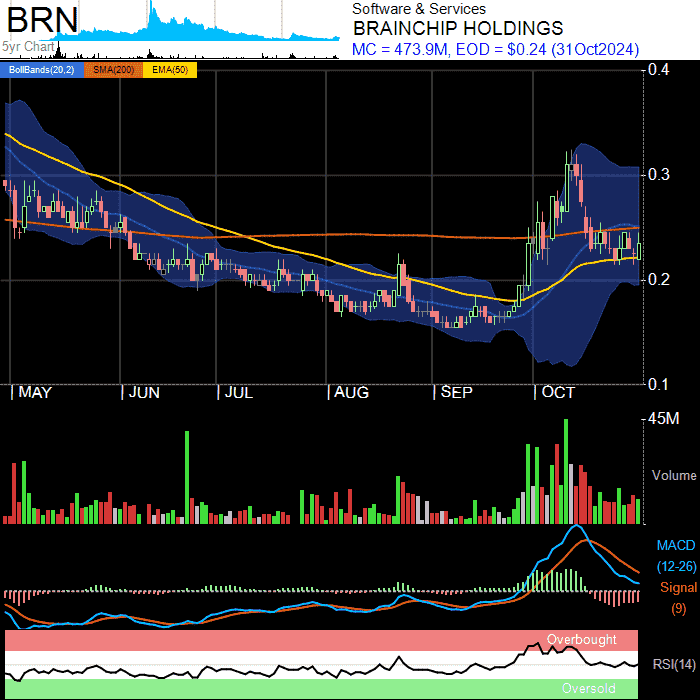 BRN
Software & Services
BRAINCHIP HOLDINGS
5yr Chart
MC = 473.9M, EOD = $0.24 (31Oct2024)
BollBands(20,2) SMA(200) EMA(50)
0.4
0.3
0.2
0.1
MAY JUN JUL AUG SEP OCT
45M
Volume
MACD
(12-26)
Signal
(9)
Overbought
RSI(14)
Oversold